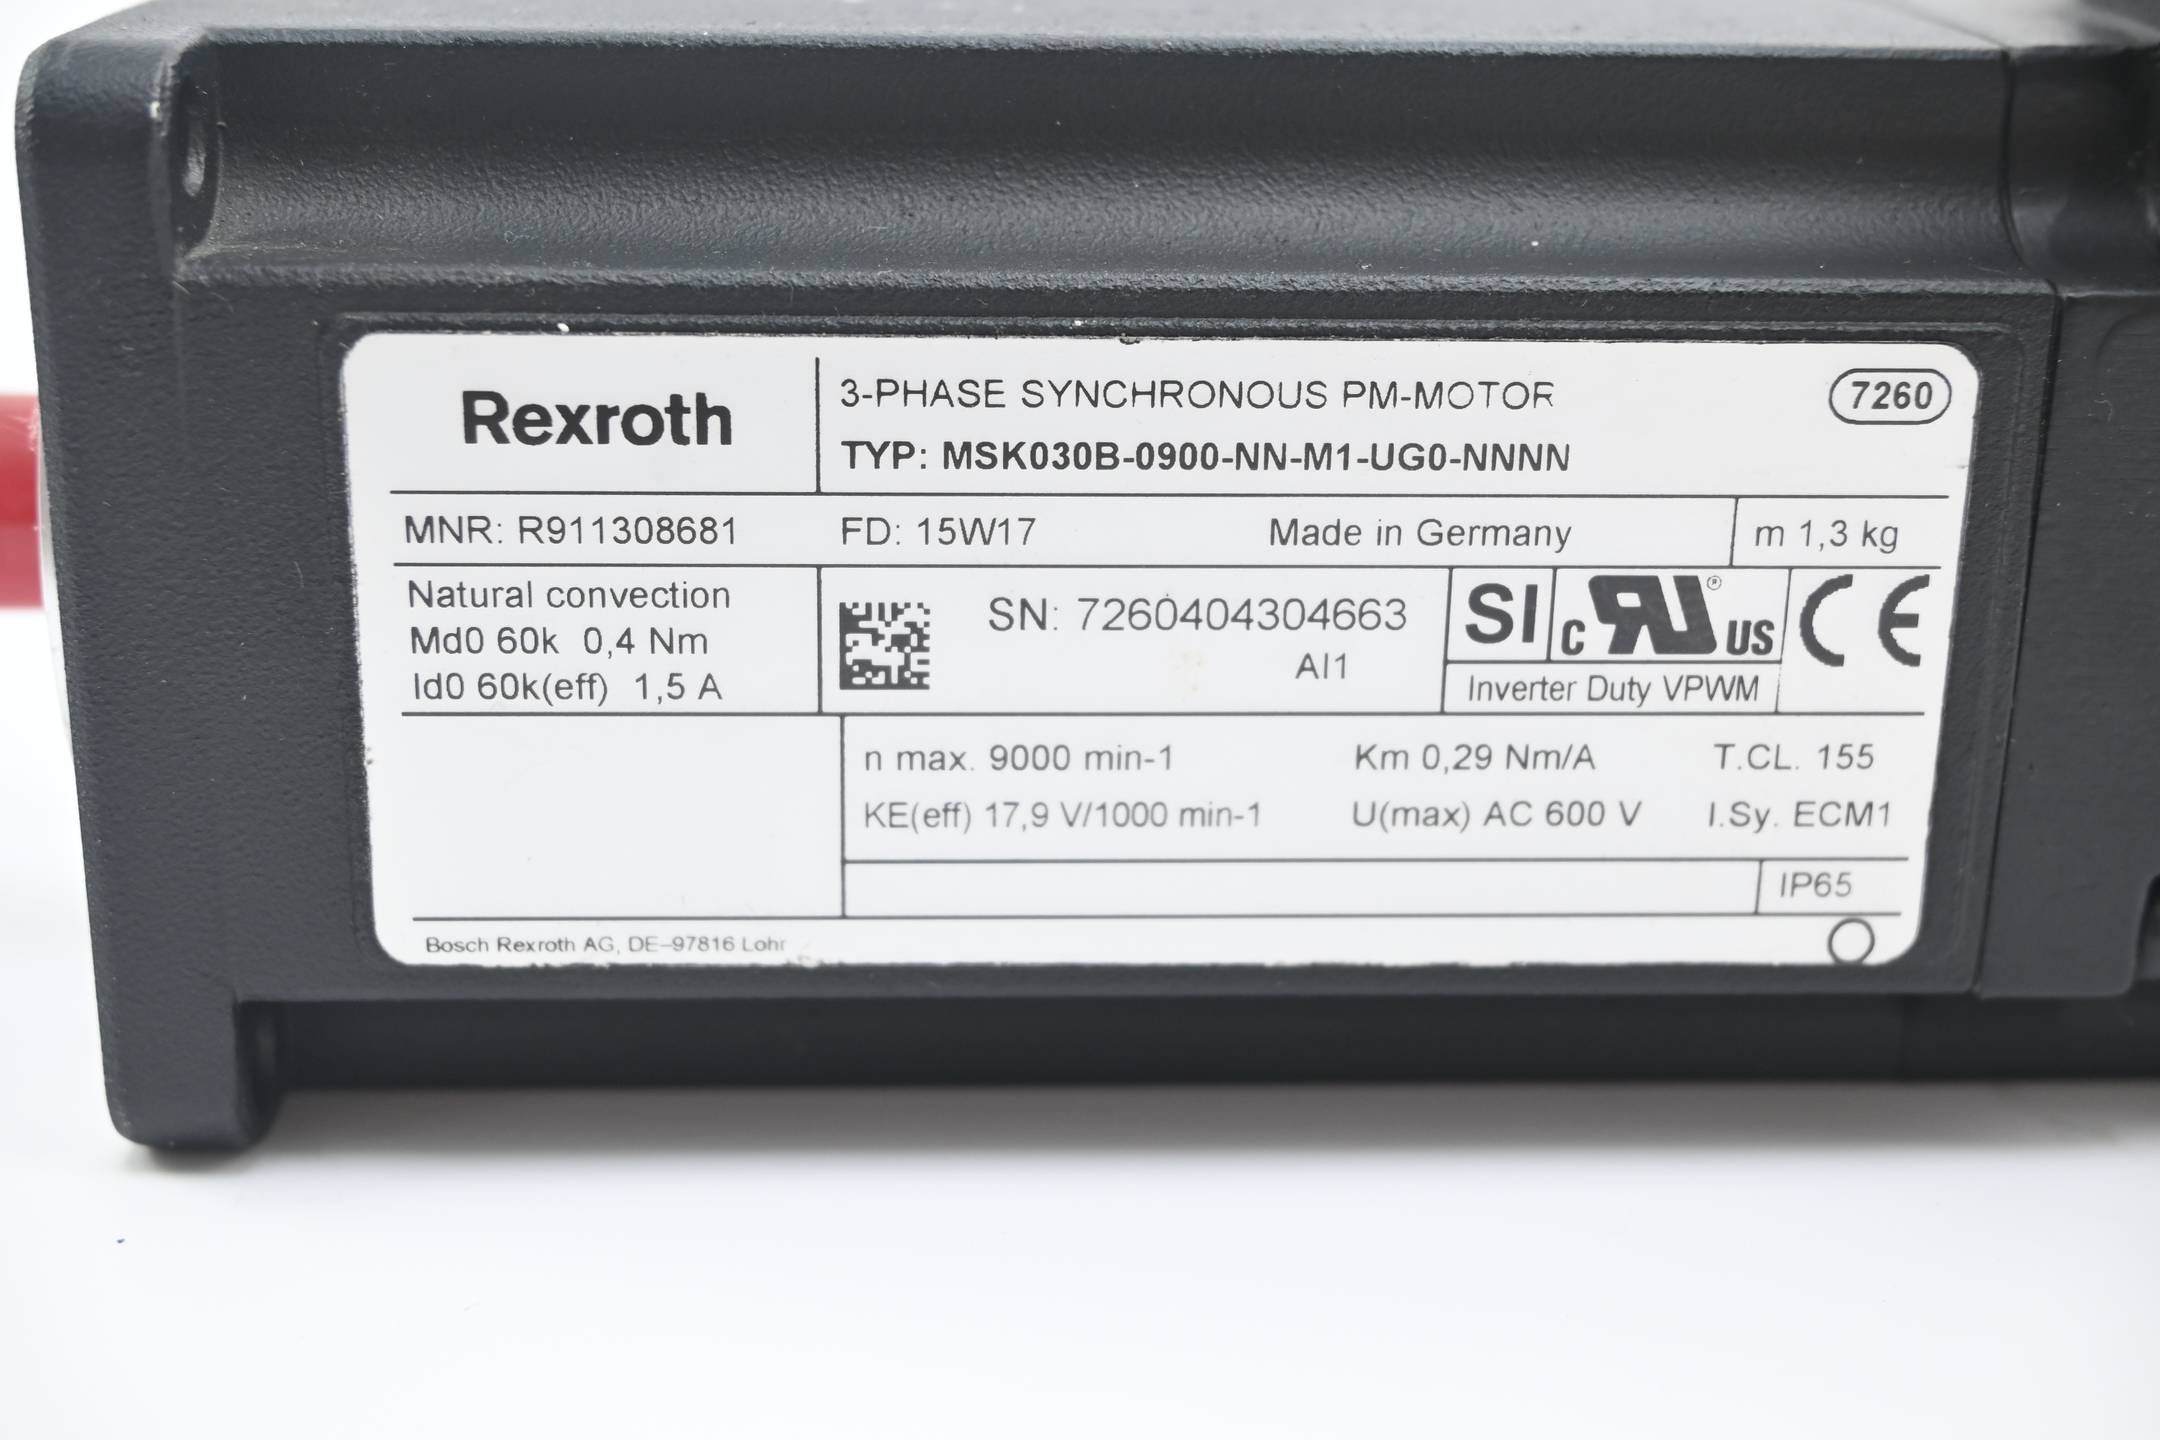 Rexroth
3-PHASE SYNCHRONOUS PM-MOTOR
7260
TYP: MSK030B-0900-NN-M1-UG0-NNNN
MNR: R911308681 FD: 15W17 Made in Germany m 1,3 kg
Natural convection
Md0 60k 0,4 Nm
Id0 60k(eff) 1,5 A
SN: 7260404304663
AI1
SI c RU ® US CE
Inverter Duty VPWM
n max. 9000 min-1 Km 0,29 Nm/A T.CL. 155
KE(eff) 17,9 V/1000 min-1 U(max) AC 600 V I.Sy. ECM1
IP65
Bosch Rexroth AG, DE-97816 Lohr